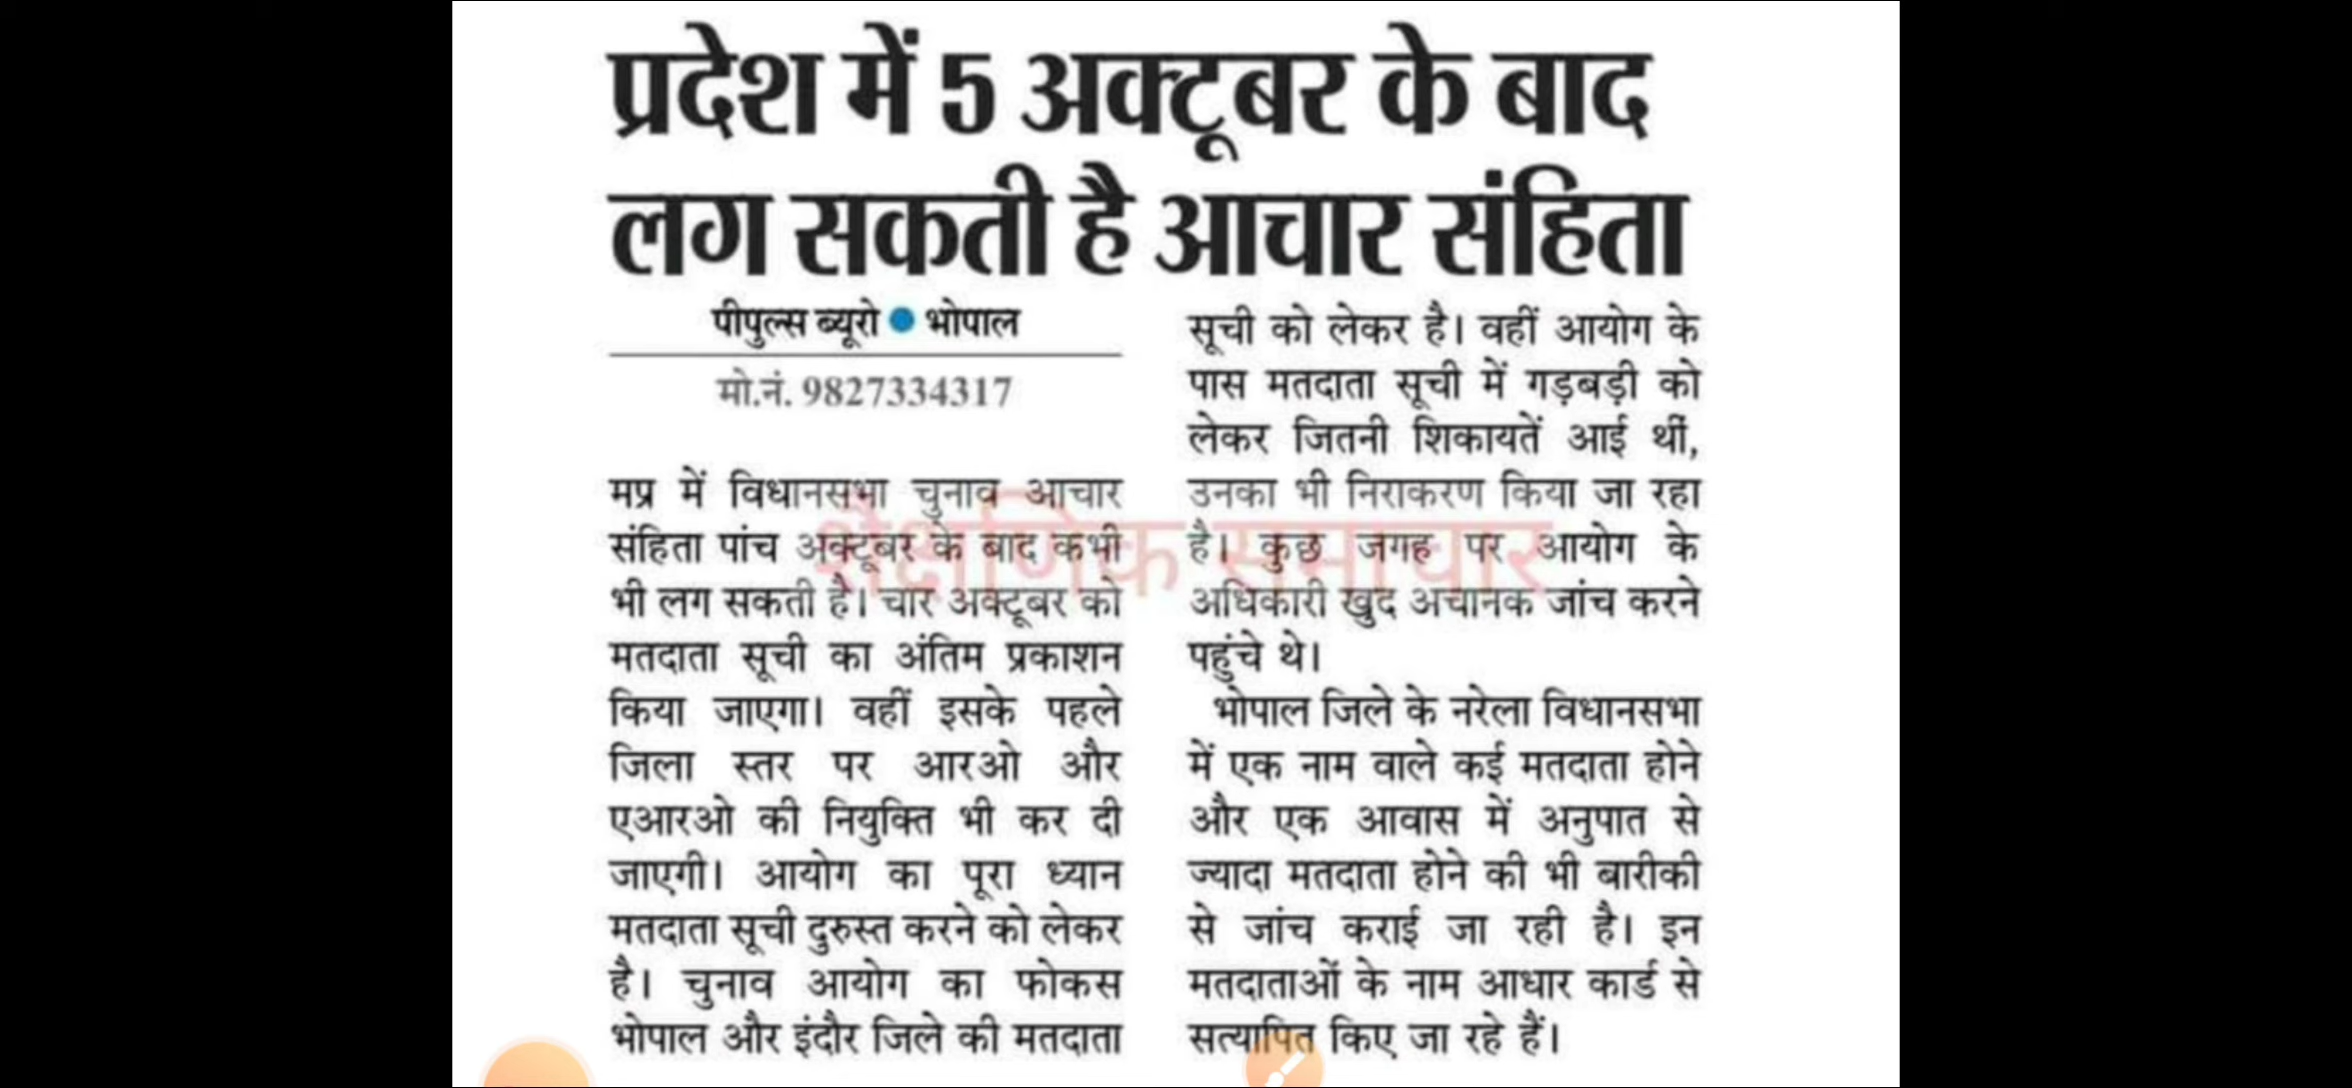 प्रदेश में 5 अक्टूबर के बाद
लग सकती है आचार संहिता
पीपुल्स ब्यूरो ● भोपाल
मो.नं. 9827334317
मप्र में विधानसभा चुनाव आचार
संहिता पांच अक्टूबर के बाद कभी
भी लग सकती है। चार अक्टूबर को
मतदाता सूची का अंतिम प्रकाशन
किया जाएगा। वहीं इसके पहले
जिला स्तर पर आरओ और
एआरओ की नियुक्ति भी कर दी
जाएगी। आयोग का पूरा ध्यान
मतदाता सूची दुरुस्त करने को लेकर
है। चुनाव आयोग का फोकस
भोपाल और इंदौर जिले की मतदाता
सूची को लेकर है। वहीं आयोग के
पास मतदाता सूची में गड़बड़ी को
लेकर जितनी शिकायतें आई थीं,
उनका भी निराकरण किया जा रहा
है। कुछ जगह पर आयोग के
अधिकारी खुद अचानक जांच करने
पहुंचे थे।
भोपाल जिले के नरेला विधानसभा
में एक नाम वाले कई मतदाता होने
और एक आवास में अनुपात से
ज्यादा मतदाता होने की भी बारीकी
से जांच कराई जा रही है। इन
मतदाताओं के नाम आधार कार्ड से
सत्यापित किए जा रहे हैं।
शैक्षणिक समाचार